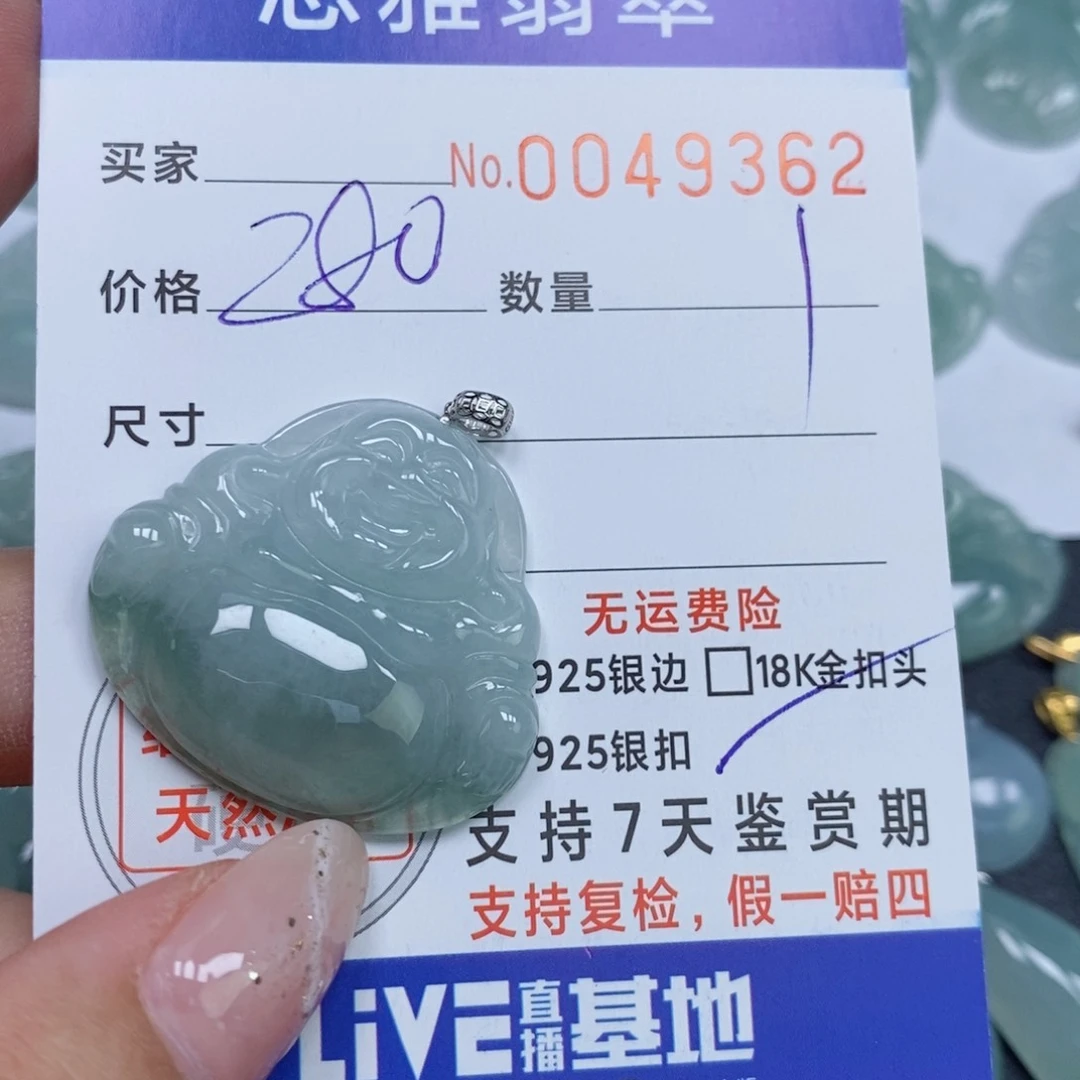 思雅翡翠
买家 No.0049362
价格 280 数量 1
尺寸
无运费险
925银边 □18K金扣头
925银扣
天然
支持7天鉴赏期
支持复检，假一赔四
LiVE直播基地